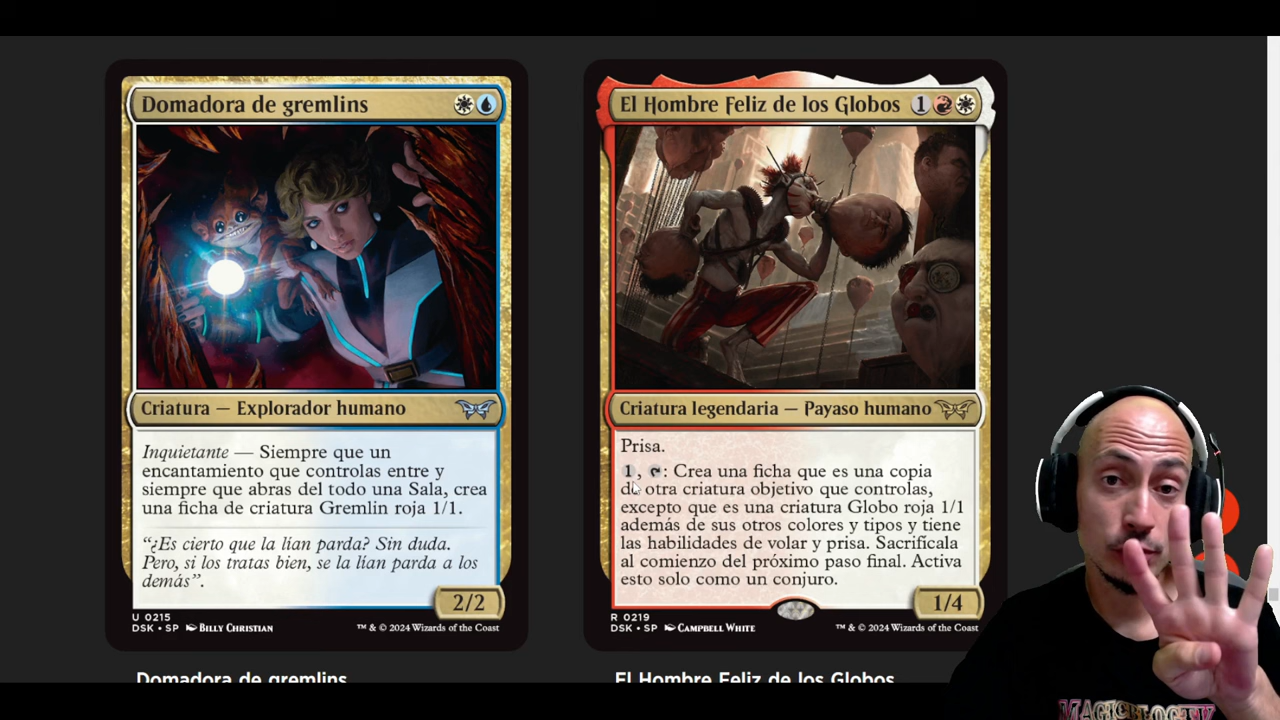 Domadora de gremlins
Criatura — Explorador humano
Inquietante — Siempre que un
encantamiento que controlas entre y
siempre que abras del todo una Sala, crea
una ficha de criatura Gremlin roja 1/1.
“¿Es cierto que la lían parda? Sin duda.
Pero, si los tratas bien, se la lían parda a los
demás”.
2/2
U 0215
DSK • SP BILLY CHRISTIAN
™ & © 2024 Wizards of the Coast
Domadora de gremlins
El Hombre Feliz de los Globos 1
Criatura legendaria — Payaso humano
Prisa.
1, : Crea una ficha que es una copia
de otra criatura objetivo que controlas,
excepto que es una criatura Globo roja 1/1
además de sus otros colores y tipos y tiene
las habilidades de volar y prisa. Sacrifícala
al comienzo del próximo paso final. Activa
esto solo como un conjuro.
1/4
R 0219
DSK • SP CAMPBELL WHITE
™ & © 2024 Wizards of the Coast
El Hombre Feliz de los Globos
MAGICBLOGTV